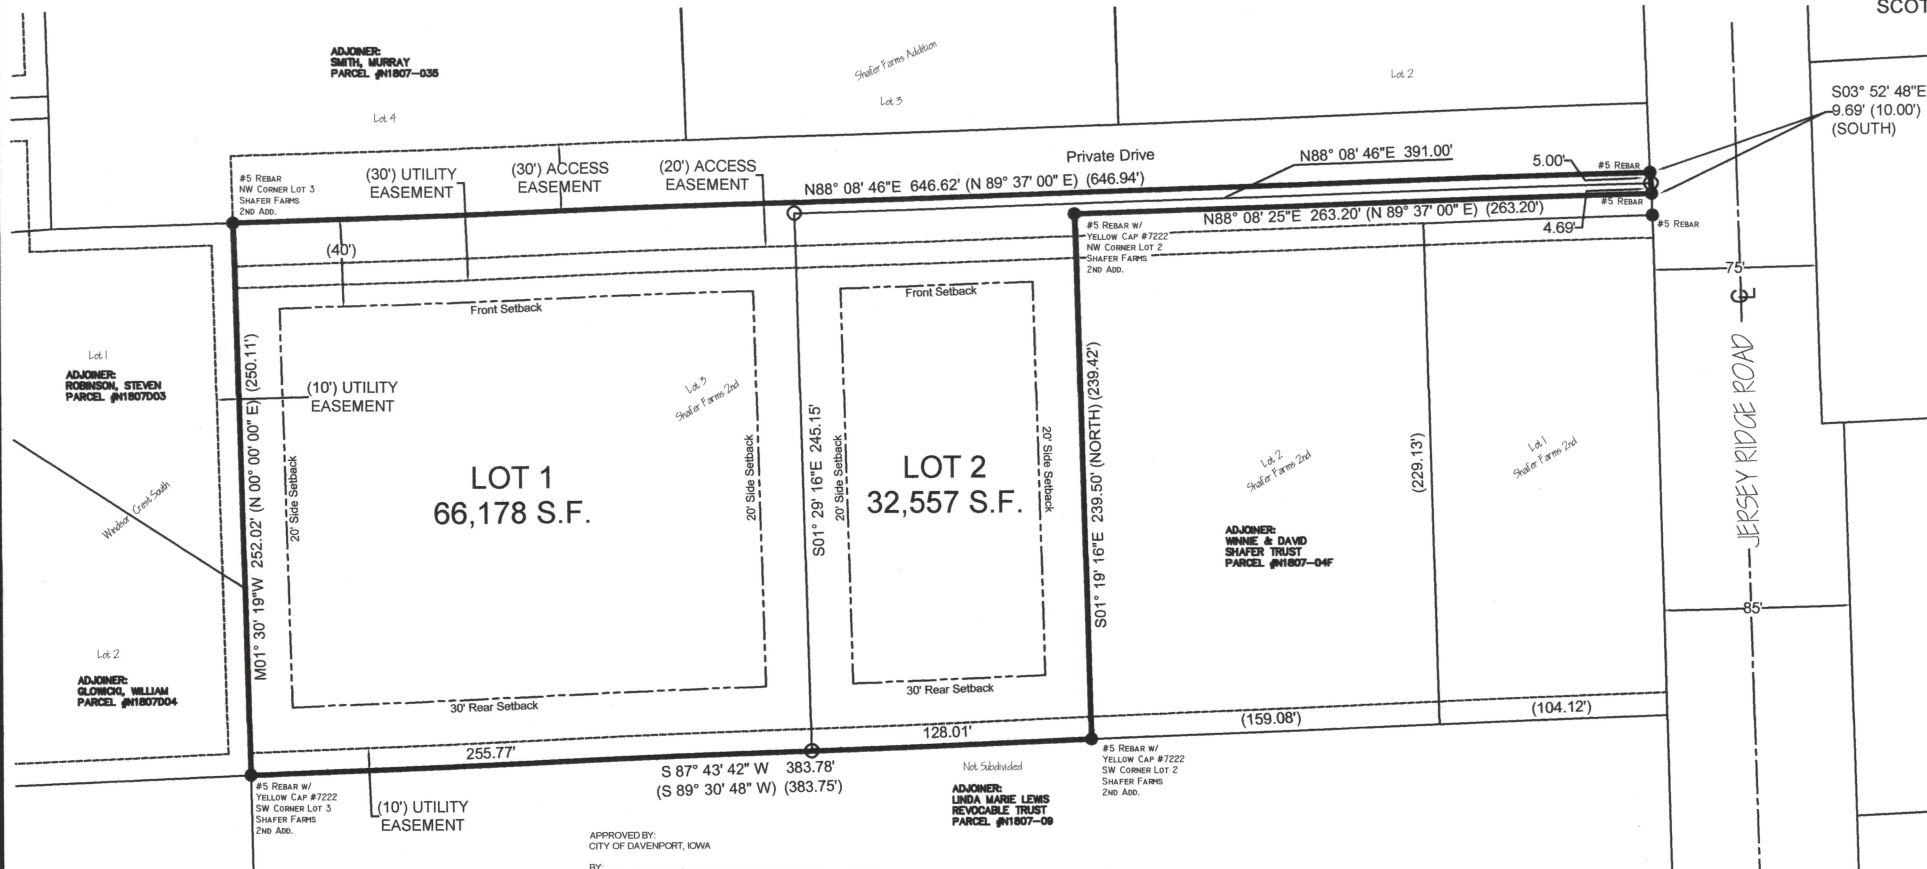 SCOT
ADJOINER:
SMITH, MURRAY
PARCEL #N1807-035
Lot 4
Shafer Farms Addition
Lot 3
Lot 2
S03° 52' 48"E
9.69' (10.00')
(SOUTH)
#5 REBAR
NW CORNER LOT 3
SHAFER FARMS
2ND ADD.
(30') UTILITY
EASEMENT
(30') ACCESS
EASEMENT
(20') ACCESS
EASEMENT
Private Drive
N88° 08' 46"E 646.62' (N 89° 37' 00" E) (646.94')
N88° 08' 46"E 391.00'
5.00'
#5 REBAR
#5 REBAR
N88° 08' 25"E 263.20' (N 89° 37' 00" E) (263.20')
4.69'
#5 REBAR
#5 REBAR W/
YELLOW CAP #7222
NW CORNER LOT 2
SHAFER FARMS
2ND ADD.
(40')
Front Setback
Front Setback
75'
JERSEY RIDGE ROAD
85'
Lot 1
ADJOINER:
ROBINSON, STEVEN
PARCEL #N1807D03
(10') UTILITY
EASEMENT
M01° 30' 19"W 252.02' (N 00° 00' 00" E) (250.11')
20' Side Setback
Lot 3
Shafer Farms 2nd
LOT 1
66,178 S.F.
20' Side Setback
S01° 29' 16"E 245.15'
20' Side Setback
LOT 2
32,557 S.F.
20' Side Setback
S01° 19' 16"E 239.50' (NORTH) (239.42')
Lot 2
Shafer Farms 2nd
(229.13')
Lot 1
Shafer Farms 2nd
ADJOINER:
WINNIE & DAVID
SHAFER TRUST
PARCEL #N1807-04F
Windsor Crest South
Lot 2
ADJOINER:
GLOWICKI, WILLIAM
PARCEL #N1807D04
30' Rear Setback
30' Rear Setback
255.77'
128.01'
(159.08')
(104.12')
S 87° 43' 42" W 383.78'
(S 89° 30' 48" W) (383.75')
#5 REBAR W/
YELLOW CAP #7222
SW CORNER LOT 3
SHAFER FARMS
2ND ADD.
(10') UTILITY
EASEMENT
Not Subdivided
ADJOINER:
LINDA MARIE LEWIS
REVOCABLE TRUST
PARCEL #N1807-09
#5 REBAR W/
YELLOW CAP #7222
SW CORNER LOT 2
SHAFER FARMS
2ND ADD.
APPROVED BY:
CITY OF DAVENPORT, IOWA
BY: